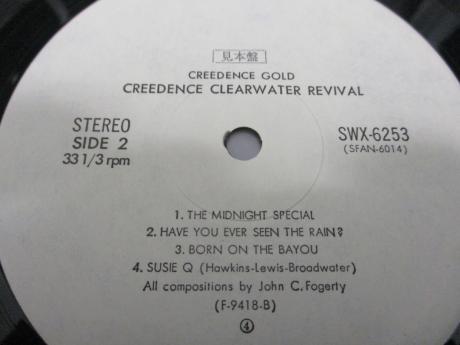 見本盤
CREEDENCE GOLD
CREEDENCE CLEARWATER REVIVAL
STEREO
SIDE 2
33 1/3 rpm
SWX-6253
(SFAN-6014)
1. THE MIDNIGHT SPECIAL
2. HAVE YOU EVER SEEN THE RAIN?
3. BORN ON THE BAYOU
4. SUSIE Q (Hawkins-Lewis-Broadwater)
All compositions by John C. Fogerty
(F-9418-B)
④